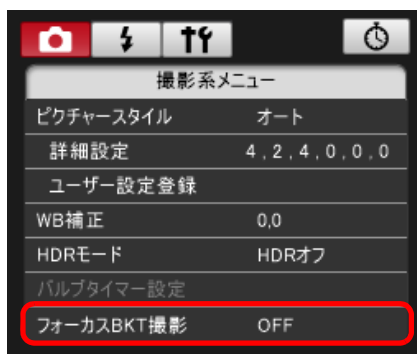 撮影系メニュー
ピクチャースタイル オート
詳細設定 4,2,4,0,0,0
ユーザー設定登録
WB補正 0,0
HDRモード HDRオフ
バルブタイマー設定
フォーカスBKT撮影 OFF